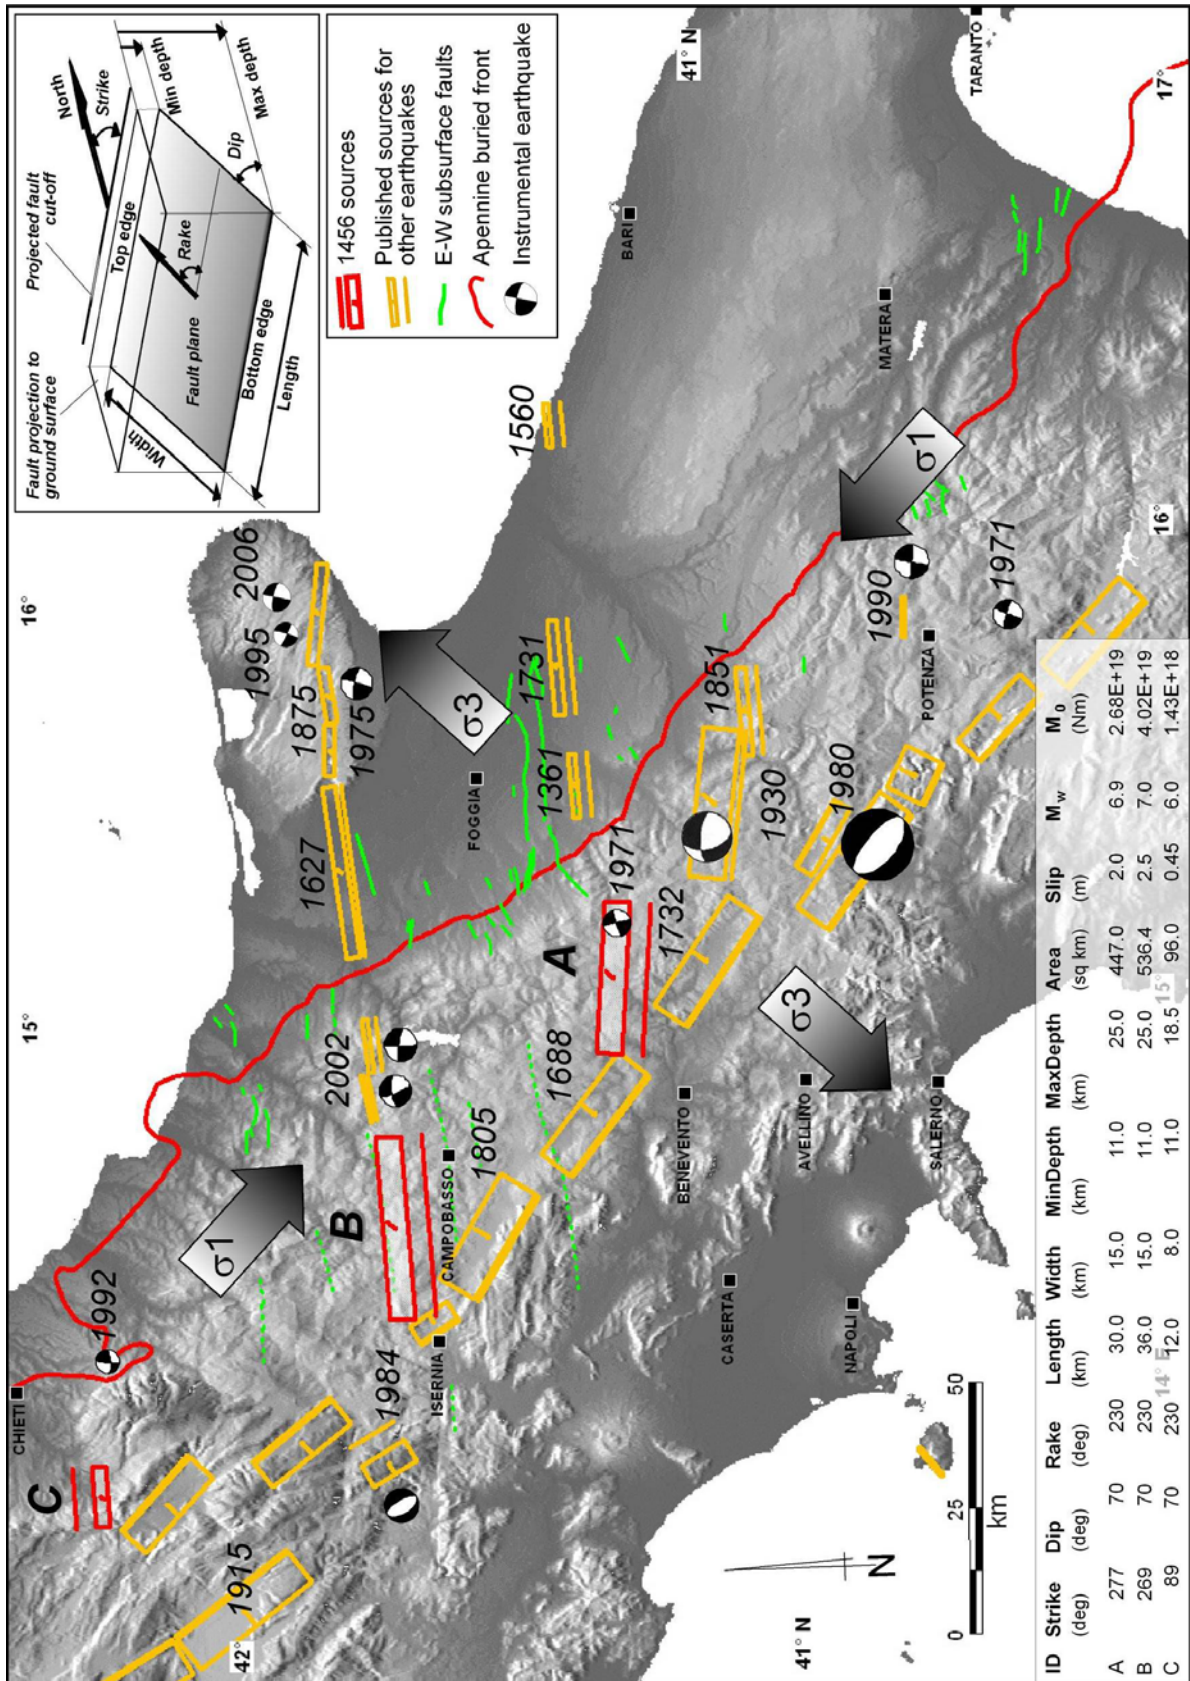 Fault projection to
ground surface
Projected fault
cut-off
North
Strike
Top edge
Min depth
Rake
Max depth
Width
Fault plane
Dip
Bottom edge
Length
1456 sources
Published sources for
other earthquakes
E-W subsurface faults
Apennine buried front
Instrumental earthquake
15°
16°
42°
41° N
41° N
16°
17°
15°
14° E
CHIETI
C
1992
1915
1984
ISERNIA
σ1
B
2002
CAMPOBASSO
1805
1688
1627
1875
1995
2006
1975
σ3
FOGGIA
1361
1731
1560
BARI
A
1971
1732
1930
1851
1980
1990
1971
POTENZA
σ1
MATERA
TARANTO
BENEVENTO
AVELLINO
σ3
SALERNO
CASERTA
NAPOLI
N
0 25 50
km
ID Strike Dip Rake Length Width MinDepth MaxDepth Area Slip Mw M0
(deg) (deg) (deg) (km) (km) (km) (km) (sq km) (m) (Nm)
A 277 70 230 30.0 15.0 11.0 25.0 447.0 2.0 6.9 2.68E+19
B 269 70 230 36.0 15.0 11.0 25.0 536.4 2.5 7.0 4.02E+19
C 89 70 230 12.0 8.0 11.0 18.5 96.0 0.45 6.0 1.43E+18